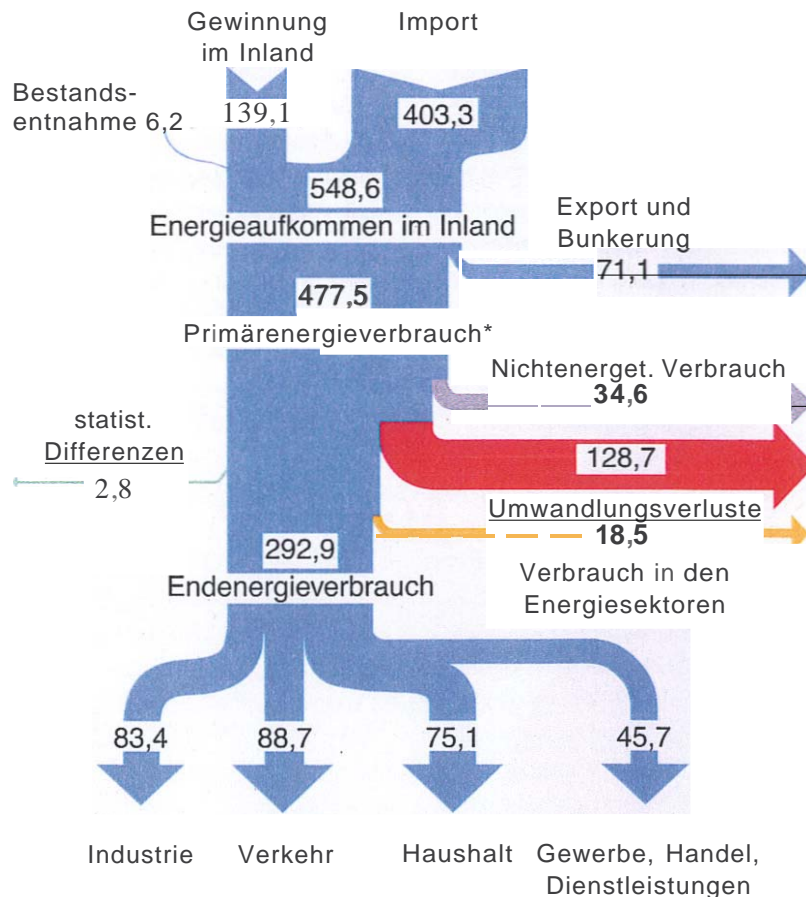 Gewinnung
im Inland
Import
Bestands-
entnahme 6,2
139,1
403,3
548,6
Energieaufkommen im Inland
Export und
Bunkerung
71,1
477,5
Primärenergieverbrauch*
Nichtenerget. Verbrauch
34,6
statist.
Differenzen
2,8
128,7
Umwandlungsverluste
18,5
Verbrauch in den
Energiesektoren
292,9
Endenergieverbrauch
83,4
88,7
75,1
45,7
Industrie
Verkehr
Haushalt
Gewerbe, Handel,
Dienstleistungen